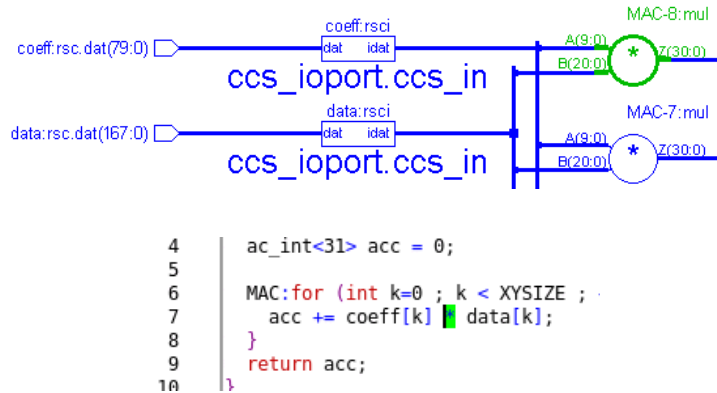 MAC-8:mul
coeff:rsci
coeff:rsc.dat(79:0) dat idat A(9:0) * Z(30:0)
B(20:0)
ccs_ioport.ccs_in
data:rsci MAC-7:mul
data:rsc.dat(167:0) dat idat A(9:0) * Z(30:0)
B(20:0)
ccs_ioport.ccs_in
4 ac_int<31> acc = 0;
5
6 MAC:for (int k=0 ; k < XYSIZE ;
7 acc += coeff[k] * data[k];
8 }
9 return acc;
10 }